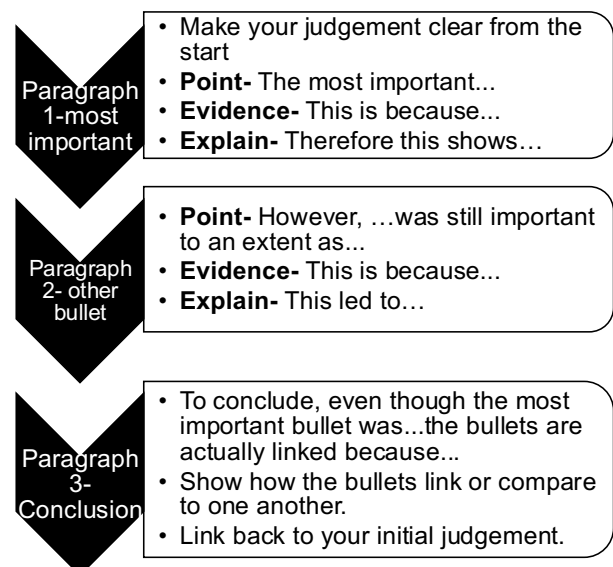 Paragraph
1-most
important
• Make your judgement clear from the
start
• Point- The most important...
• Evidence- This is because...
• Explain- Therefore this shows…
Paragraph
2- other
bullet
• Point- However, …was still important
to an extent as...
• Evidence- This is because...
• Explain- This led to…
Paragraph
3-
Conclusion
• To conclude, even though the most
important bullet was...the bullets are
actually linked because...
• Show how the bullets link or compare
to one another.
• Link back to your initial judgement.